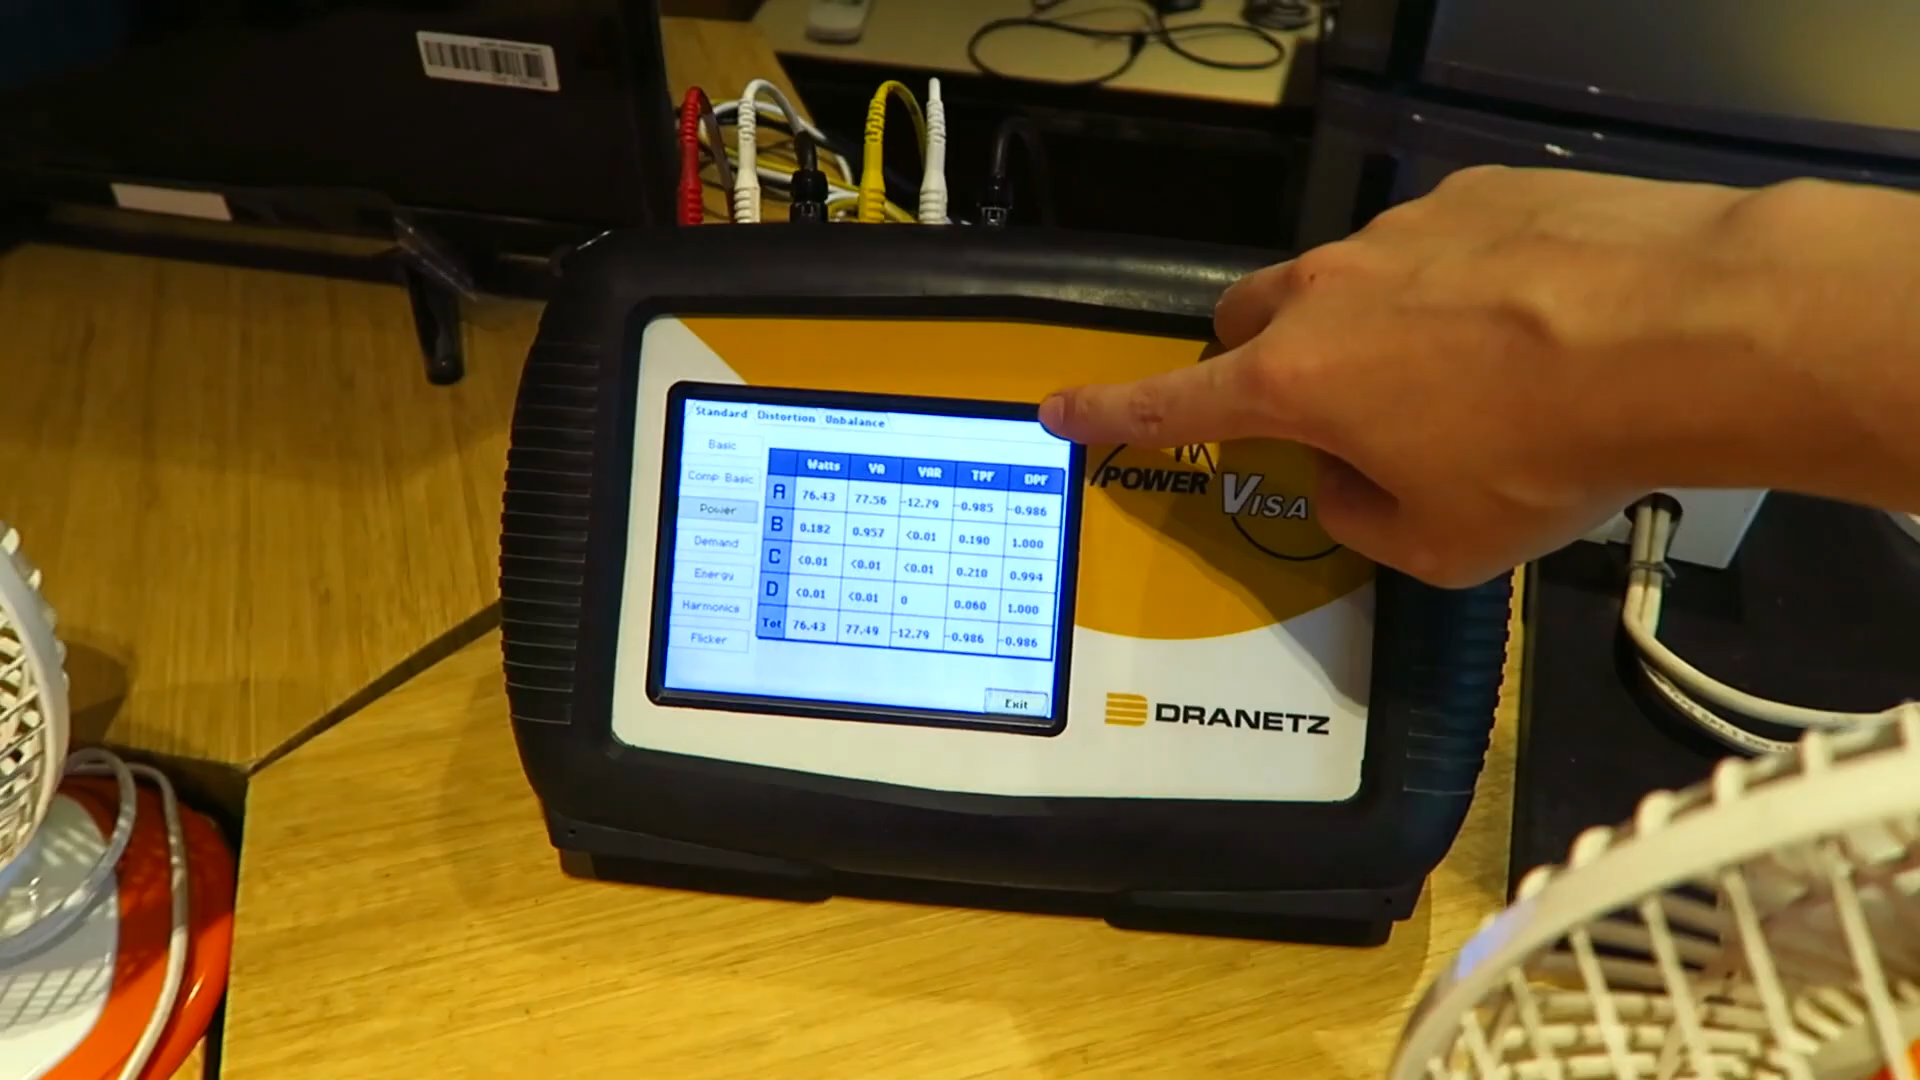 Standard Distortion Unbalance
Basic
Comp Basic
Power
Demand
Energy
Harmonics
Flicker
Watts VA VAR TPF DPF
A 76.43 77.56 -12.79 -0.985 -0.986
B 0.182 0.957 <0.01 0.190 1.000
C <0.01 <0.01 <0.01 0.210 0.994
D <0.01 <0.01 0 0.060 1.000
Tot 76.43 77.49 -12.79 -0.986 -0.986
Exit
POWER VISA
DRANETZ